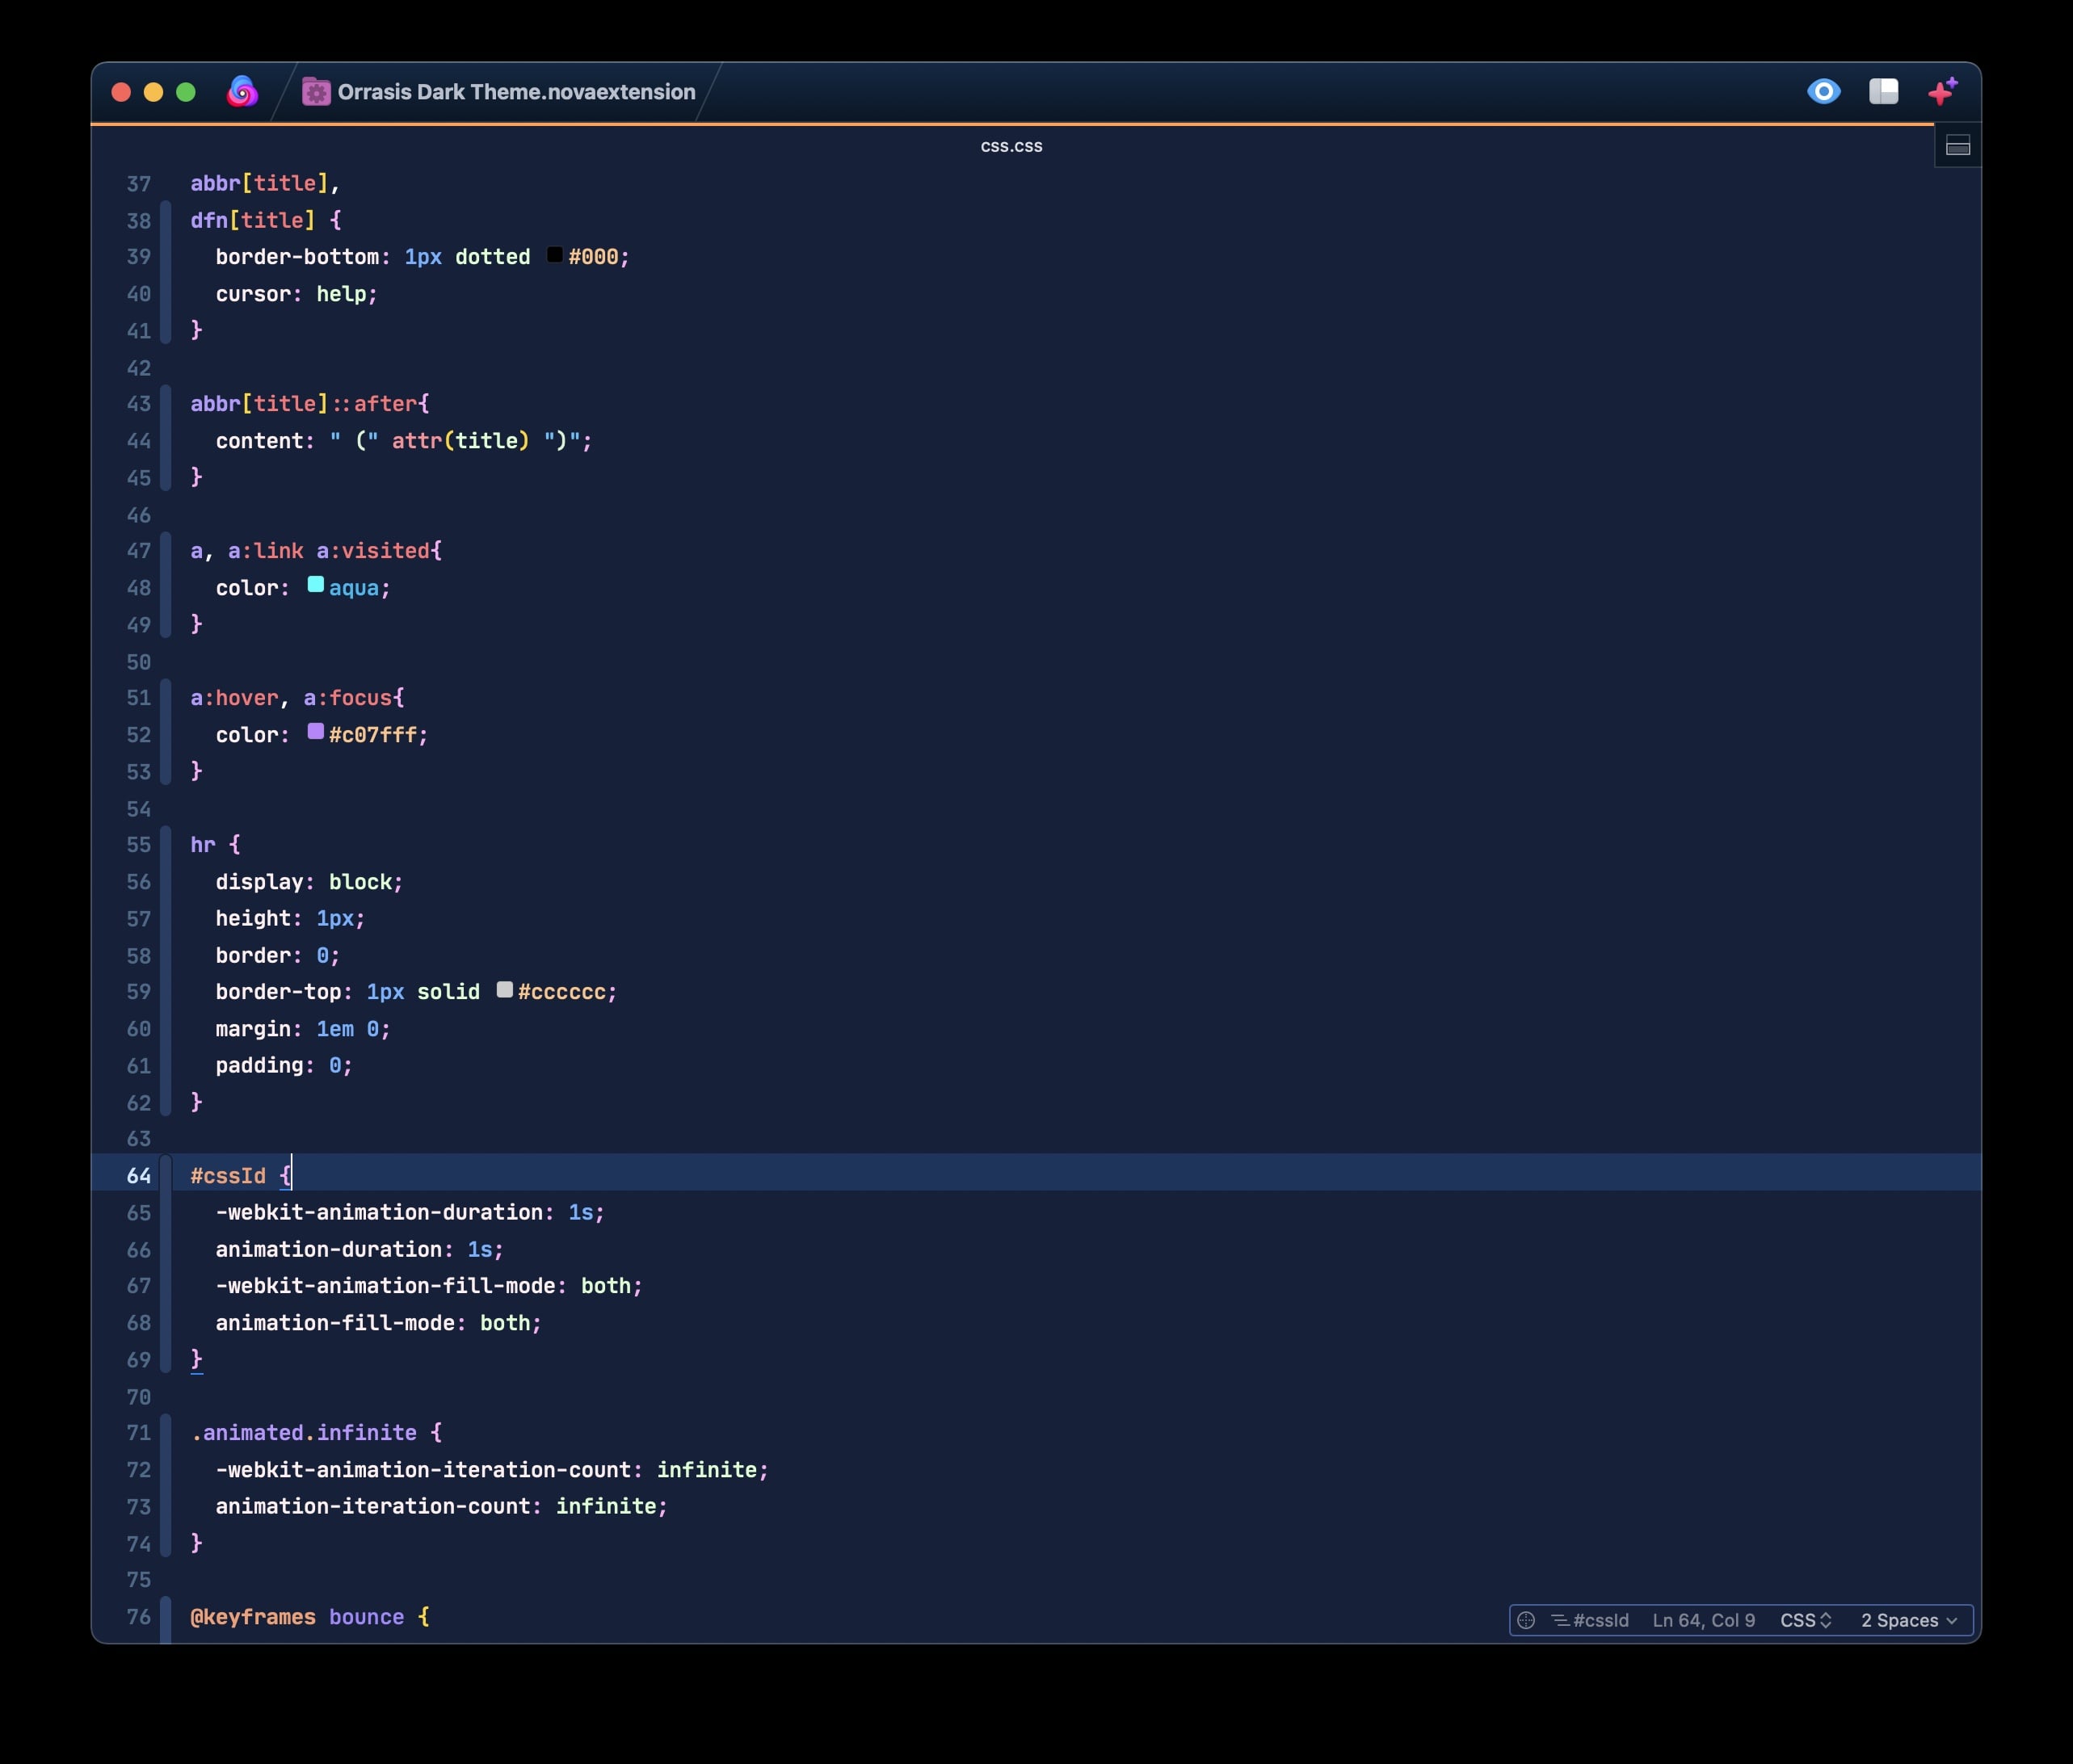 Orrasis Dark Theme.novaextension
css.css
37 abbr[title],
38 dfn[title] {
39   border-bottom: 1px dotted #000;
40   cursor: help;
41 }
42
43 abbr[title]::after{
44   content: " (" attr(title) ")";
45 }
46
47 a, a:link a:visited{
48   color: aqua;
49 }
50
51 a:hover, a:focus{
52   color: #c07fff;
53 }
54
55 hr {
56   display: block;
57   height: 1px;
58   border: 0;
59   border-top: 1px solid #cccccc;
60   margin: 1em 0;
61   padding: 0;
62 }
63
64 #cssId {
65   -webkit-animation-duration: 1s;
66   animation-duration: 1s;
67   -webkit-animation-fill-mode: both;
68   animation-fill-mode: both;
69 }
70
71 .animated.infinite {
72   -webkit-animation-iteration-count: infinite;
73   animation-iteration-count: infinite;
74 }
75
76 @keyframes bounce {
#cssId Ln 64, Col 9 CSS 2 Spaces